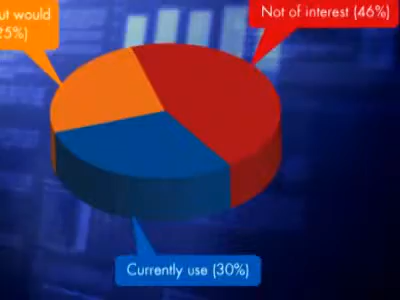 ut would
25%)
Not of interest (46%)
Currently use (30%)